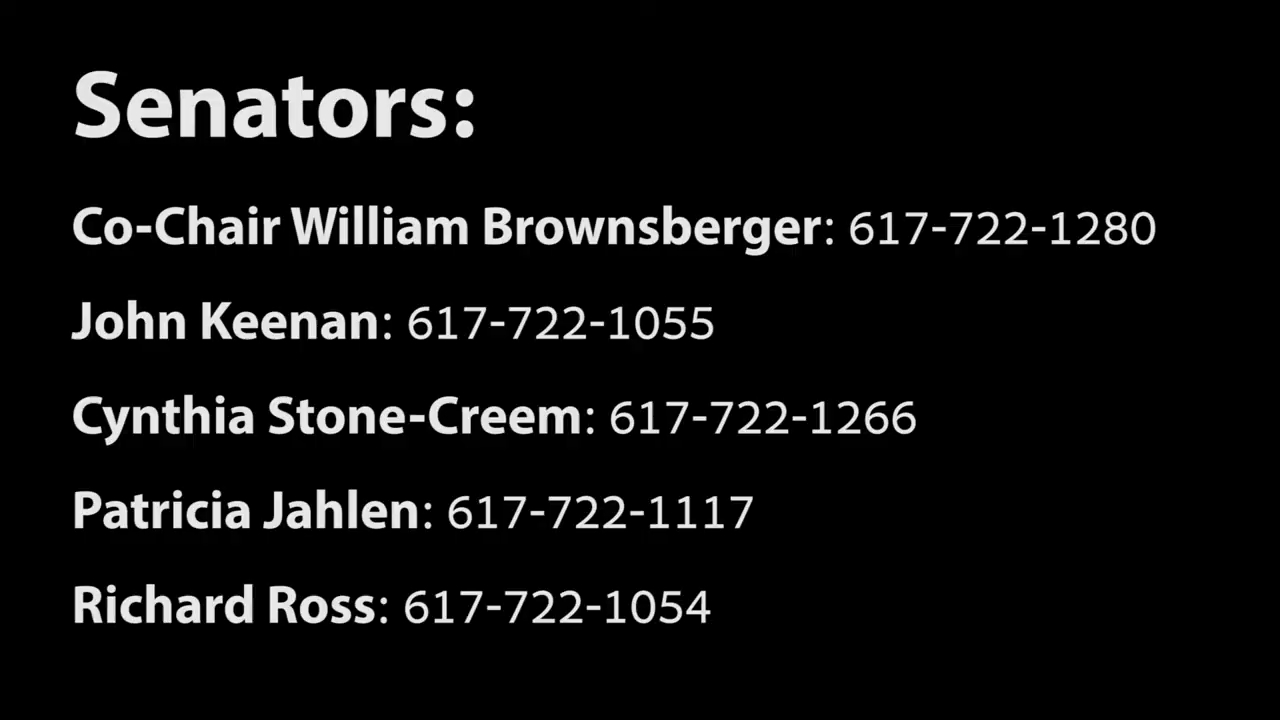 Senators:
Co-Chair William Brownsberger: 617-722-1280
John Keenan: 617-722-1055
Cynthia Stone-Creem: 617-722-1266
Patricia Jahlen: 617-722-1117
Richard Ross: 617-722-1054